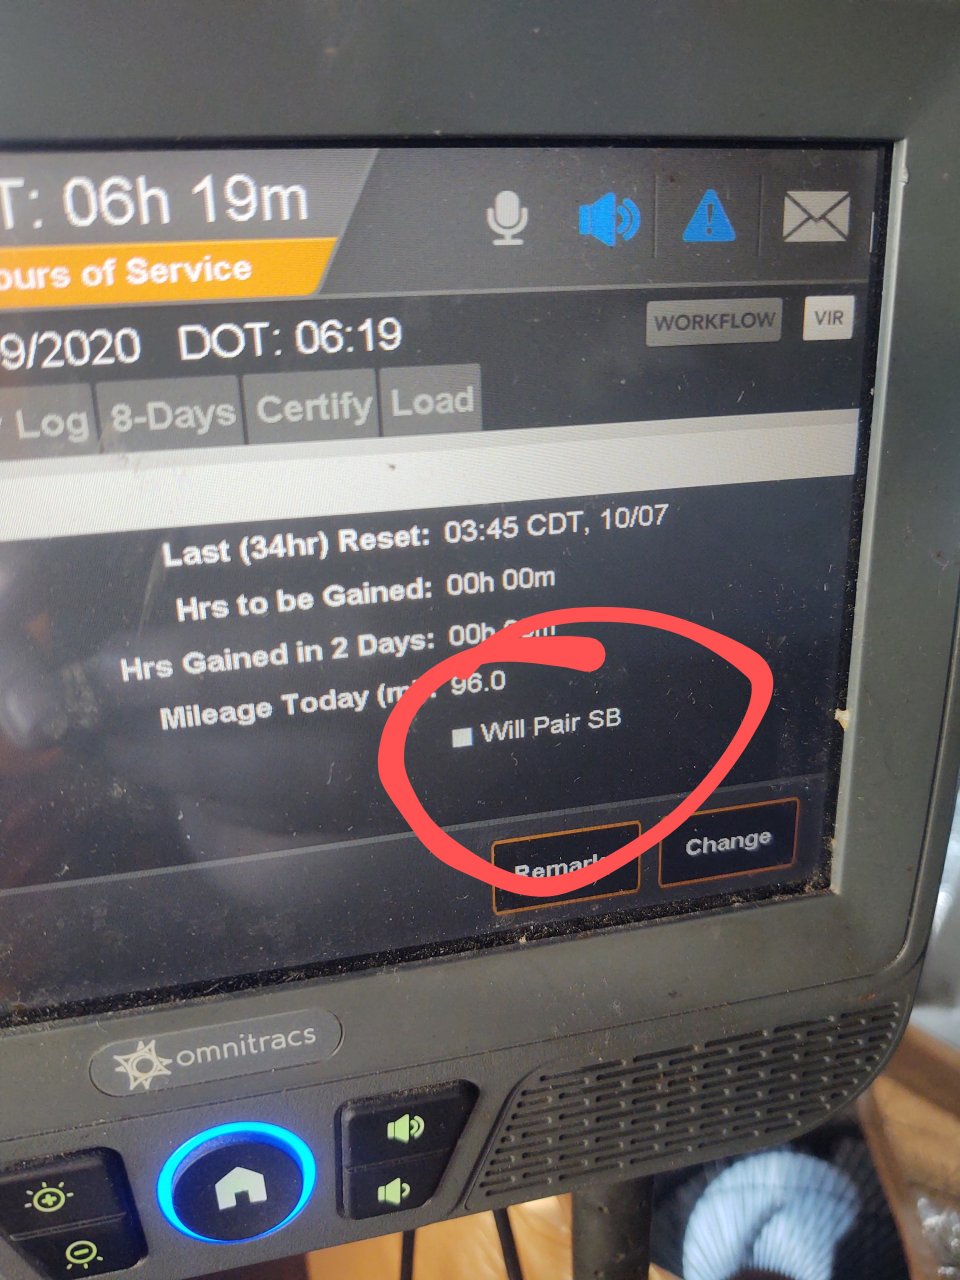 T: 06h 19m
ours of Service
9/2020 DOT: 06:19
WORKFLOW
VIR
Log
8-Days
Certify
Load
Last (34hr) Reset: 03:45 CDT, 10/07
Hrs to be Gained: 00h 00m
Hrs Gained in 2 Days: 00h
Mileage Today 96.0
Will Pair SB
Remark
Change
omnitracs